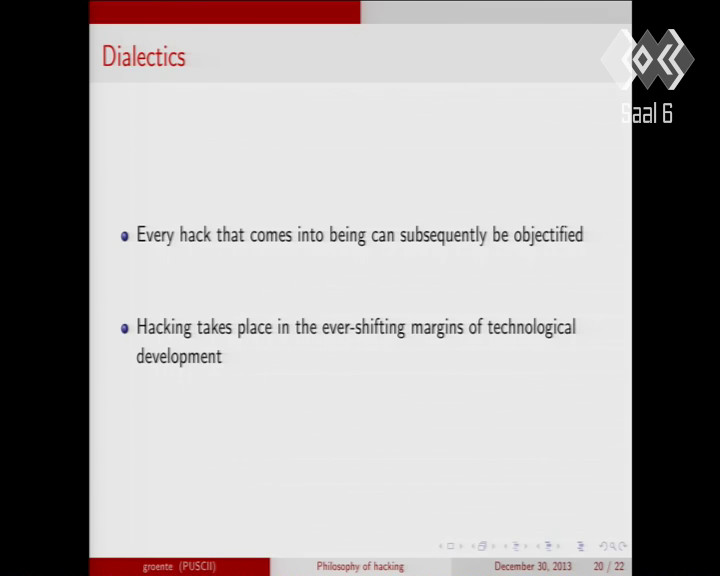 Dialectics
Saal 6
Every hack that comes into being can subsequently be objectified
Hacking takes place in the ever-shifting margins of technological
development
groente (PUSCII)
Philosophy of hacking
December 30, 2013
20 / 22